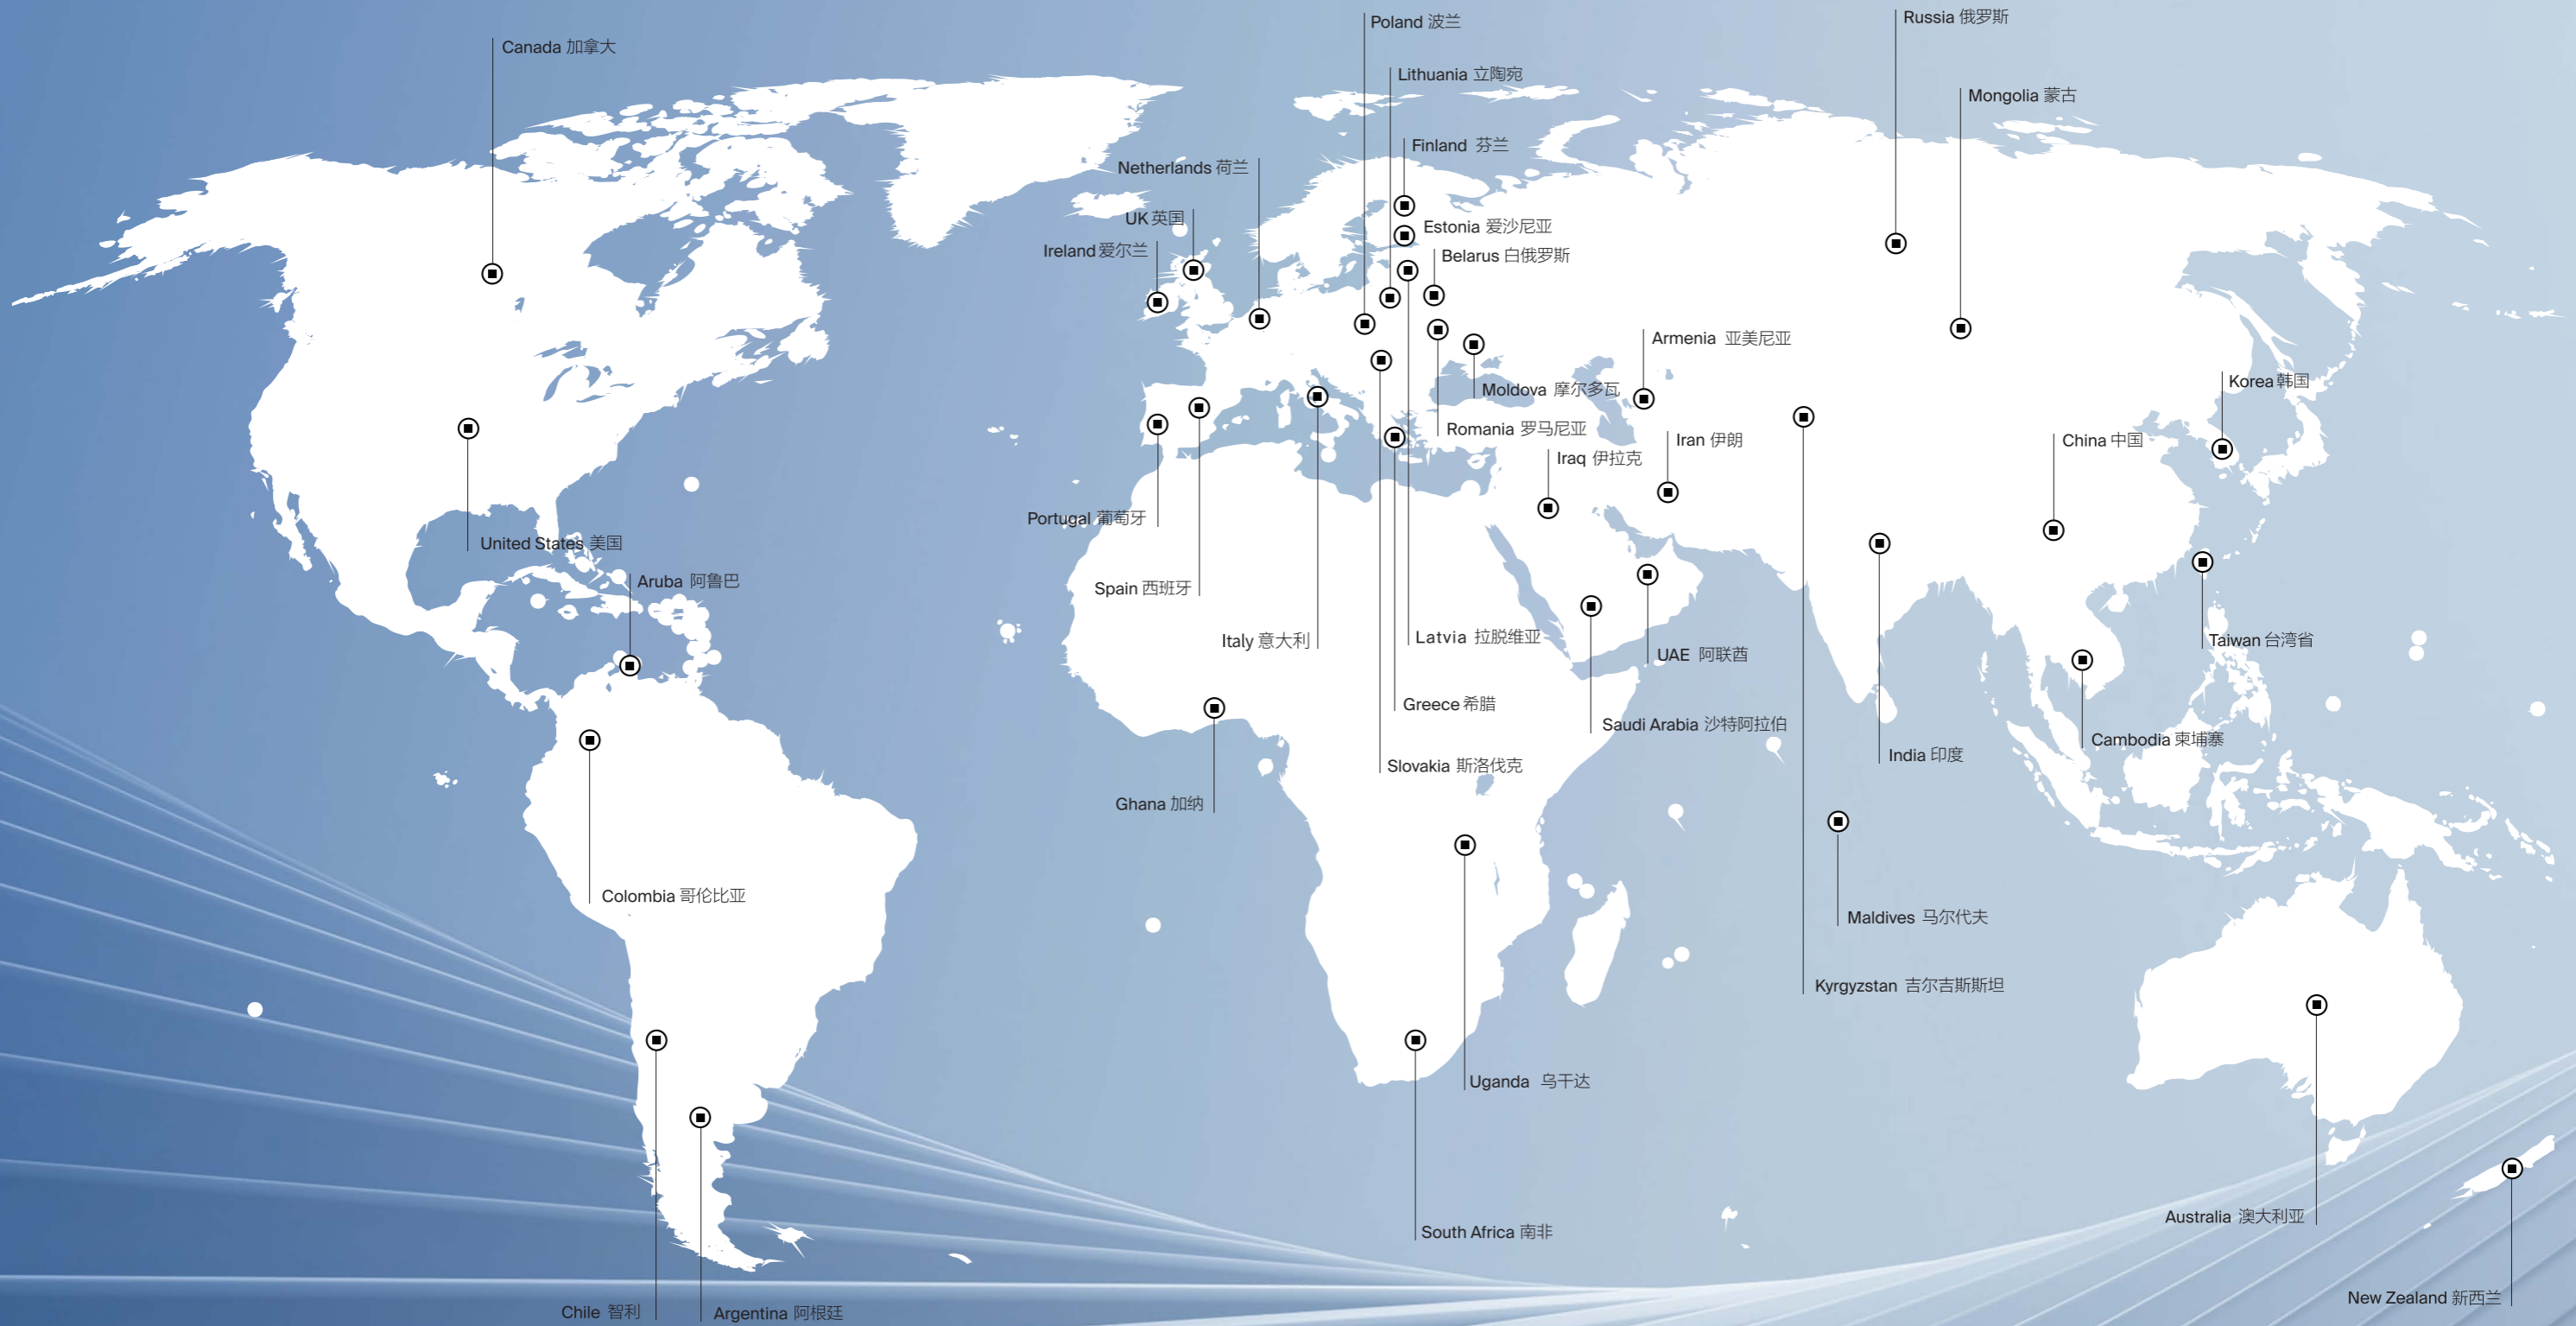 Russia 俄罗斯
Poland 波兰
Canada 加拿大
Lithuania 立陶宛
Mongolia 蒙古
Finland 芬兰
Netherlands 荷兰
UK 英国
Estonia 爱沙尼亚
Ireland 爱尔兰
Belarus 白俄罗斯
Armenia 亚美尼亚
Korea 韩国
Moldova 摩尔多瓦
Romania 罗马尼亚
Iran 伊朗
China 中国
Iraq 伊拉克
Portugal 葡萄牙
United States 美国
Aruba 阿鲁巴
Spain 西班牙
Latvia 拉脱维亚
Italy 意大利
Taiwan 台湾省
UAE 阿联酋
Greece 希腊
Saudi Arabia 沙特阿拉伯
Cambodia 柬埔寨
India 印度
Slovakia 斯洛伐克
Ghana 加纳
Colombia 哥伦比亚
Maldives 马尔代夫
Kyrgyzstan 吉尔吉斯斯坦
Uganda 乌干达
Australia 澳大利亚
South Africa 南非
New Zealand 新西兰
Chile 智利
Argentina 阿根廷